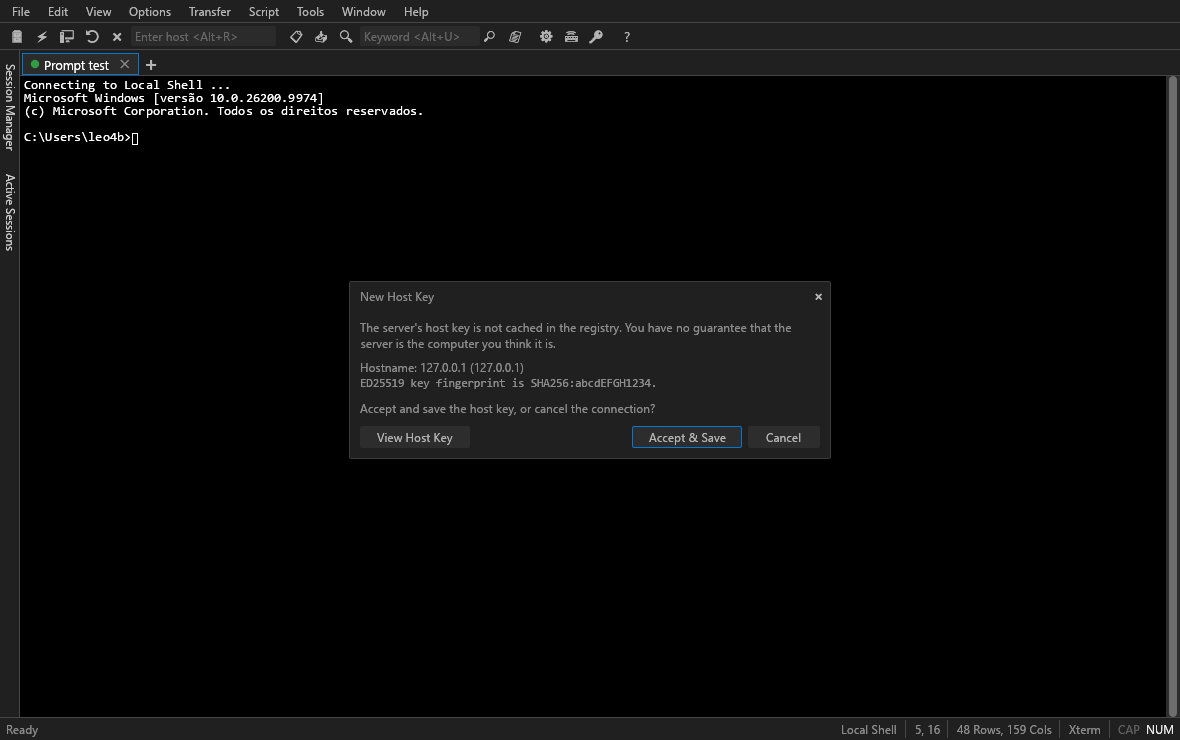 File Edit View Options Transfer Script Tools Window Help
Enter host <Alt+R> Keyword <Alt+U> ?
Session Manager
Active Sessions
Prompt test
Connecting to Local Shell ...
Microsoft Windows [versão 10.0.26200.9974]
(c) Microsoft Corporation. Todos os direitos reservados.
C:\Users\leo4b>
New Host Key
The server's host key is not cached in the registry. You have no guarantee that the
server is the computer you think it is.
Hostname: 127.0.0.1 (127.0.0.1)
ED25519 key fingerprint is SHA256:abcdEFGH1234.
Accept and save the host key, or cancel the connection?
View Host Key Accept & Save Cancel
Ready Local Shell 5, 16 48 Rows, 159 Cols Xterm CAP NUM